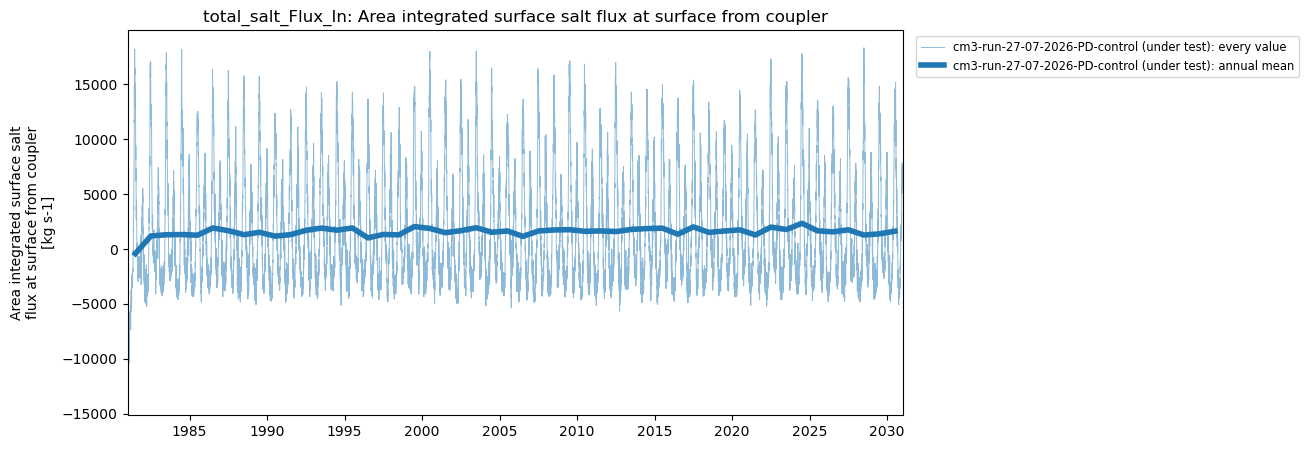 total_salt_Flux_In: Area integrated surface salt flux at surface from coupler
cm3-run-27-07-2026-PD-control (under test): every value
cm3-run-27-07-2026-PD-control (under test): annual mean
Area integrated surface salt
flux at surface from coupler
[kg s-1]
15000
10000
5000
0
−5000
−10000
−15000
1985
1990
1995
2000
2005
2010
2015
2020
2025
2030